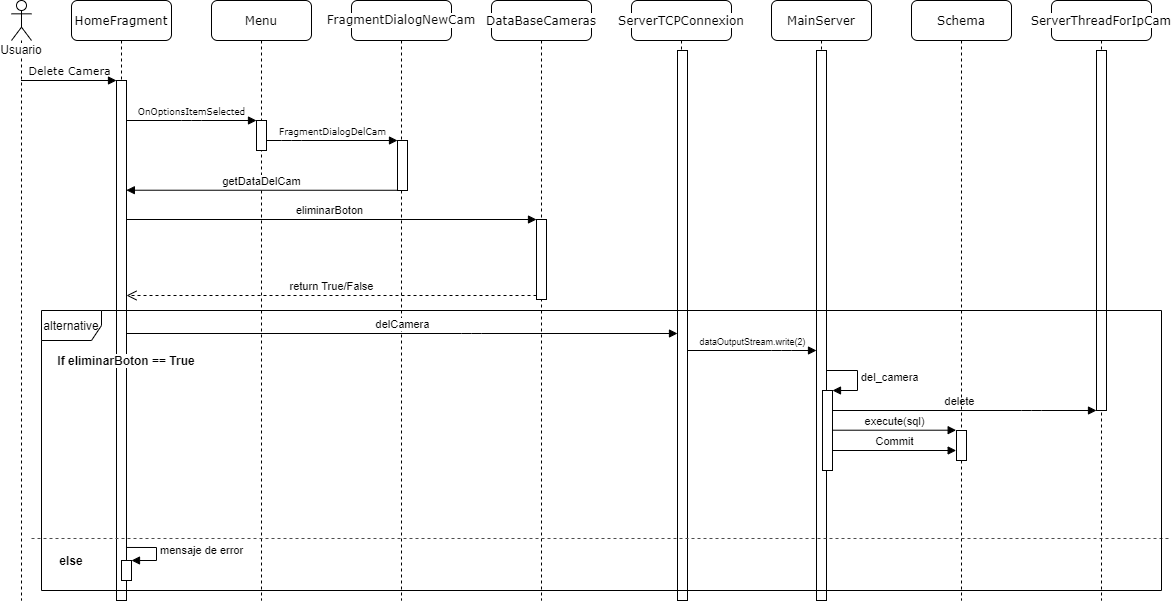 HomeFragment
Menu
FragmentDialogNewCam
DataBaseCameras
ServerTCPConnexion
MainServer
Schema
ServerThreadForIpCam
Usuario
Delete Camera
OnOptionsItemSelected
FragmentDialogDelCam
getDataDelCam
eliminarBoton
return True/False
alternative
delCamera
dataOutputStream.write(2)
If eliminarBoton == True
del_camera
delete
execute(sql)
Commit
mensaje de error
else